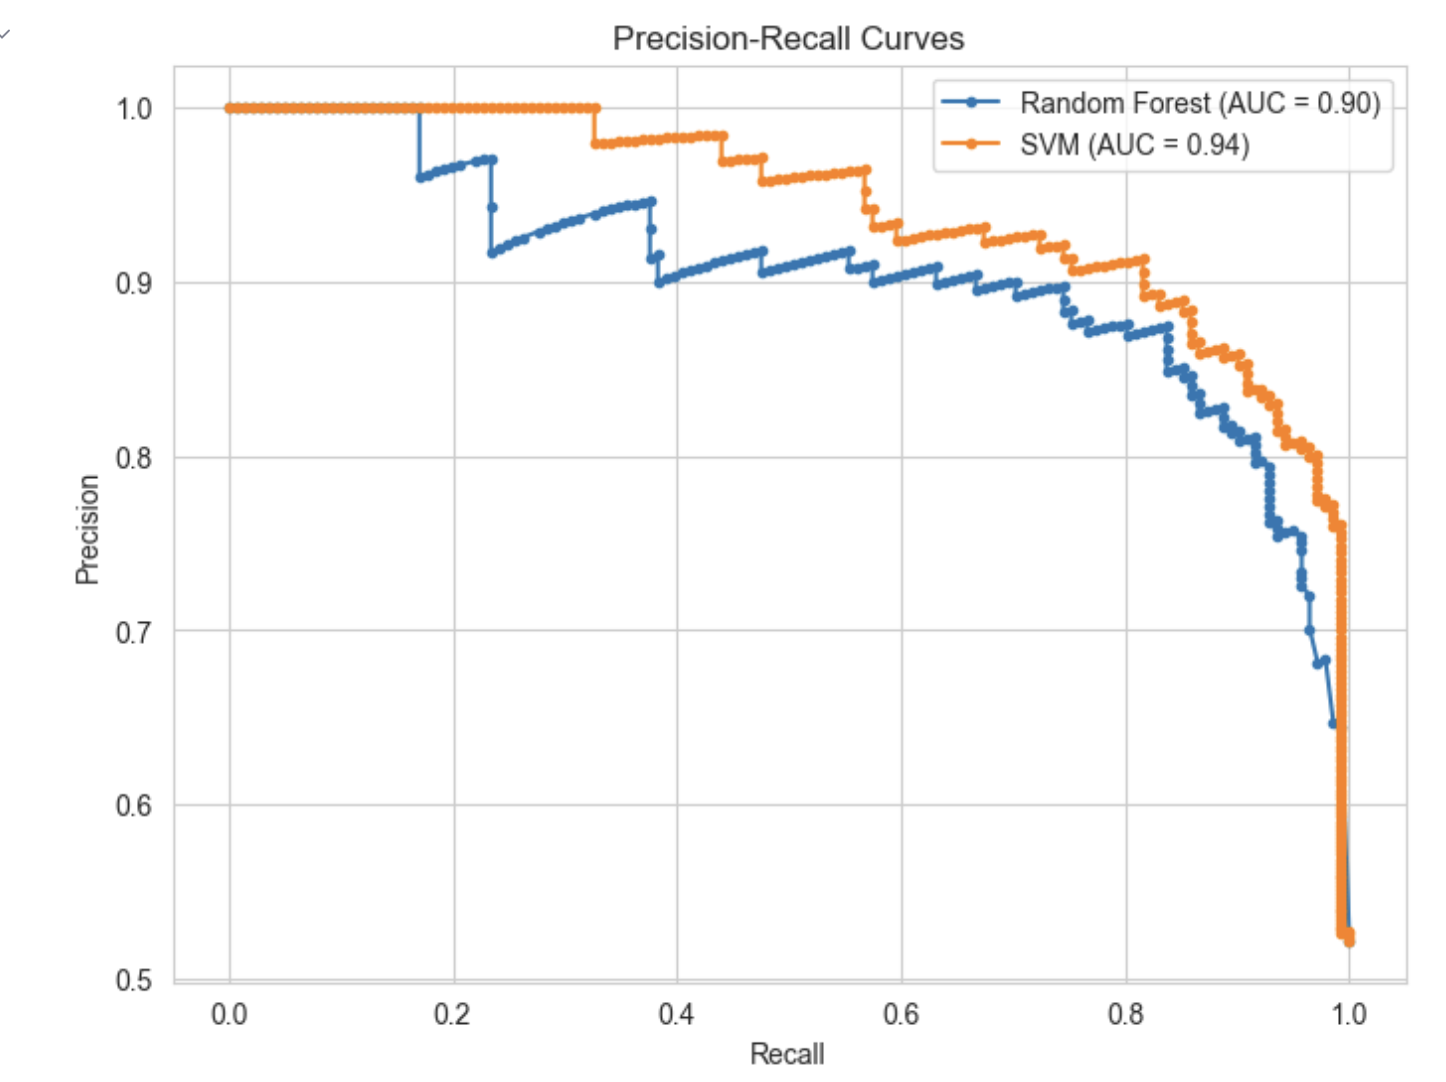 Precision-Recall Curves
Random Forest (AUC = 0.90)
SVM (AUC = 0.94)
Precision
1.0
0.9
0.8
0.7
0.6
0.5
0.0 0.2 0.4 0.6 0.8 1.0
Recall